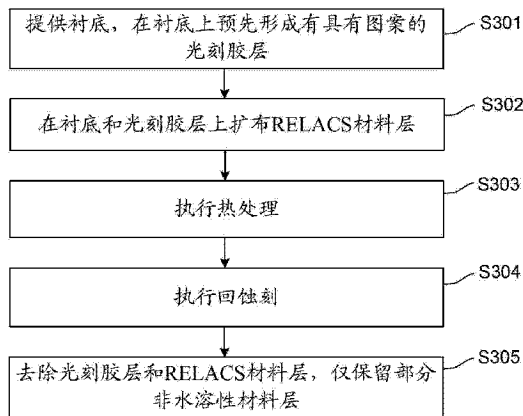 提供衬底，在衬底上预先形成有具有图案的
光刻胶层
S301
在衬底和光刻胶层上扩布RELACS材料层
S302
执行热处理
S303
执行回蚀刻
S304
去除光刻胶层和RELACS材料层，仅保留部分
非水溶性材料层
S305